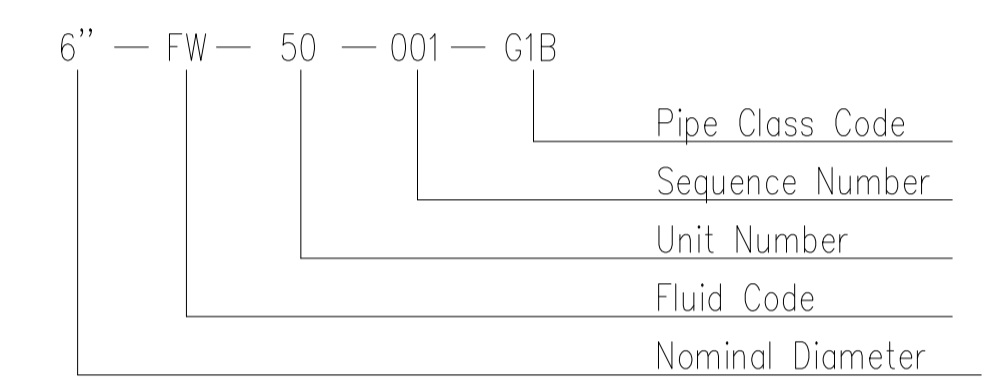 6’’ — FW — 50 — 001 — G1B
Pipe Class Code
Sequence Number
Unit Number
Fluid Code
Nominal Diameter